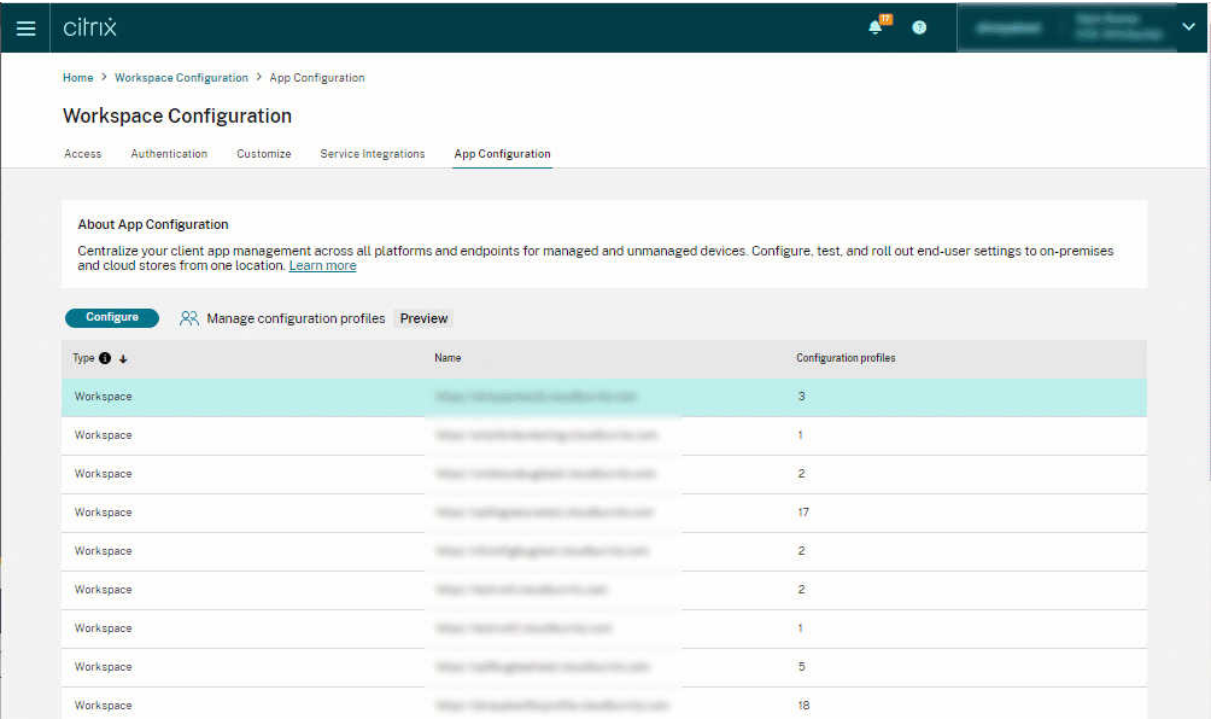 citrix
17
Home > Workspace Configuration > App Configuration
Workspace Configuration
Access Authentication Customize Service Integrations App Configuration
About App Configuration
Centralize your client app management across all platforms and endpoints for managed and unmanaged devices. Configure, test, and roll out end-user settings to on-premises
and cloud stores from one location. Learn more
Configure Manage configuration profiles Preview
Type Name Configuration profiles
Workspace 3
Workspace 1
Workspace 2
Workspace 17
Workspace 2
Workspace 2
Workspace 1
Workspace 5
Workspace 18